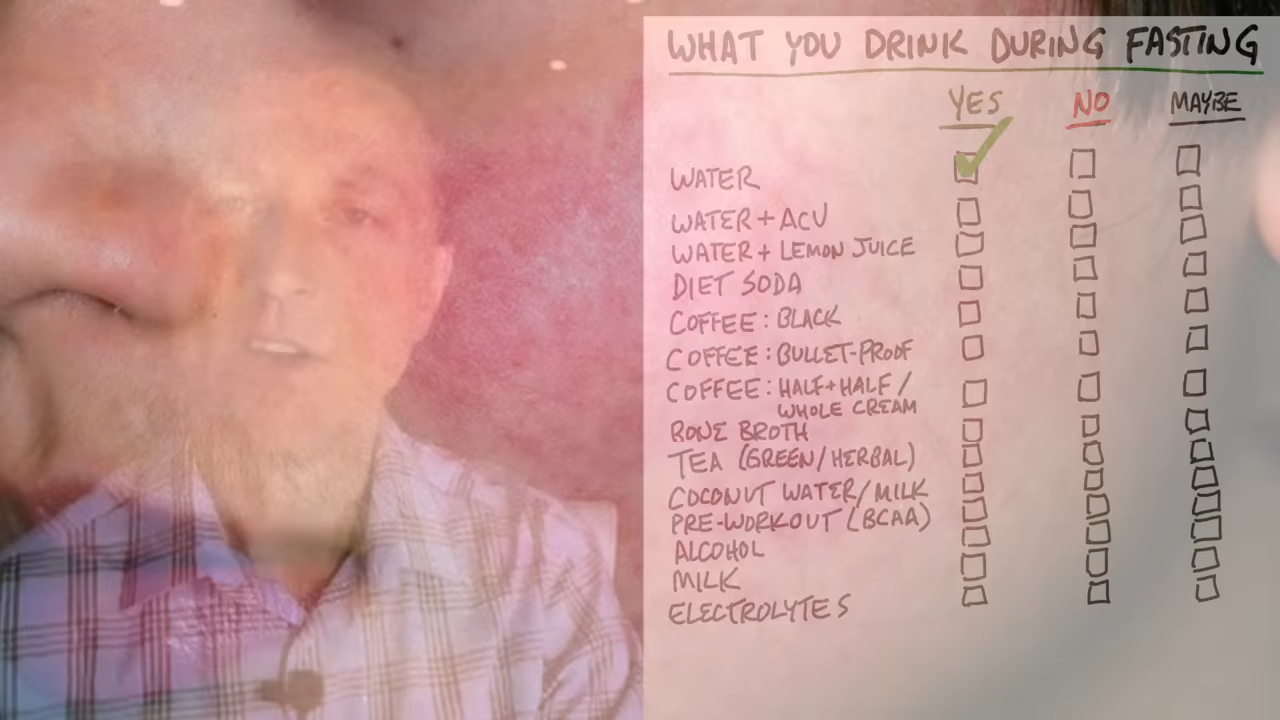 WHAT YOU DRINK DURING FASTING
YES NO MAYBE
WATER
WATER + ACV
WATER + LEMON JUICE
DIET SODA
COFFEE: BLACK
COFFEE: BULLET-PROOF
COFFEE: HALF+HALF /
WHOLE CREAM
BONE BROTH
TEA (GREEN/HERBAL)
COCONUT WATER/MILK
PRE-WORKOUT (BCAA)
ALCOHOL
MILK
ELECTROLYTES